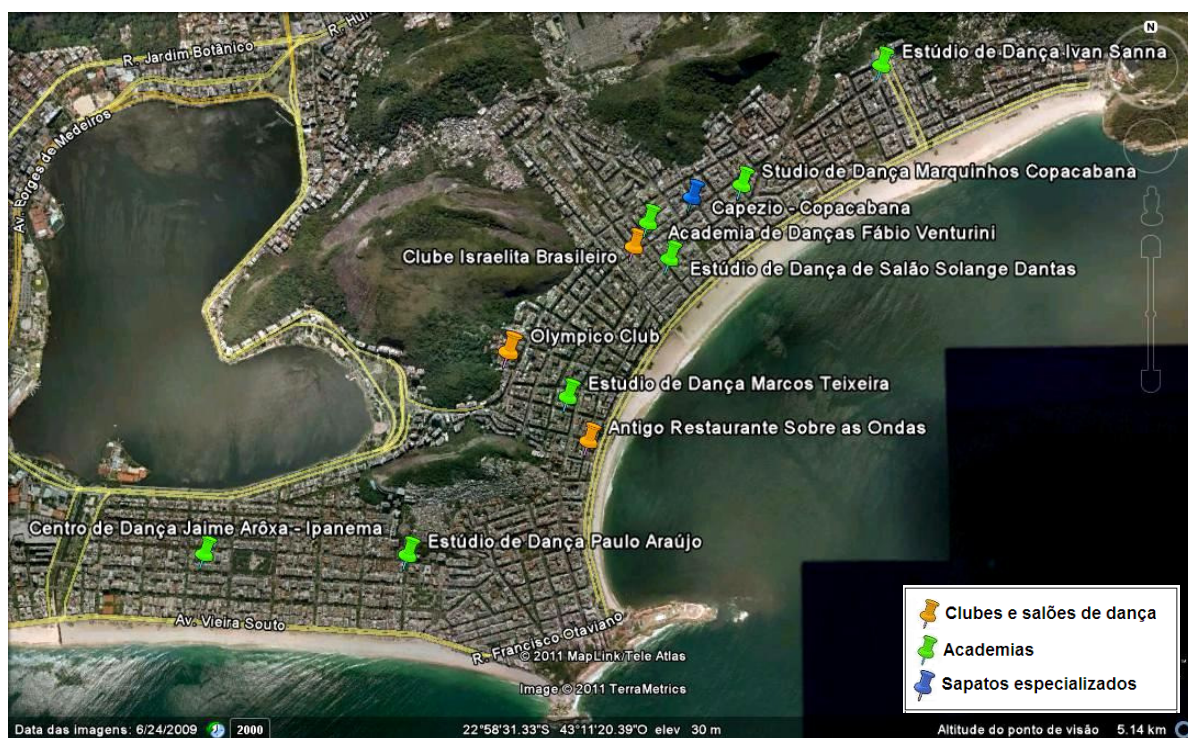 R. Jardim Botânico
R. Hum
N
Estúdio de Dança Ivan Sanna
Av. Borges de Medeiros
Studio de Dança Marquinhos Copacabana
Capezio - Copacabana
Academia de Danças Fábio Venturini
Clube Israelita Brasileiro
Estúdio de Dança de Salão Solange Dantas
Olympico Club
Estúdio de Dança Marcos Teixeira
Antigo Restaurante Sobre as Ondas
Centro de Dança Jaime Arôxa - Ipanema
Estúdio de Dança Paulo Araújo
Av. Vieira Souto
R. Francisco Otaviano
© 2011 MapLink/Tele Atlas
Image © 2011 TerraMetrics
Clubes e salões de dança
Academias
Sapatos especializados
Data das imagens: 6/24/2009 2000 22°58'31.33"S 43°11'20.39"O elev 30 m Altitude do ponto de visão 5.14 km